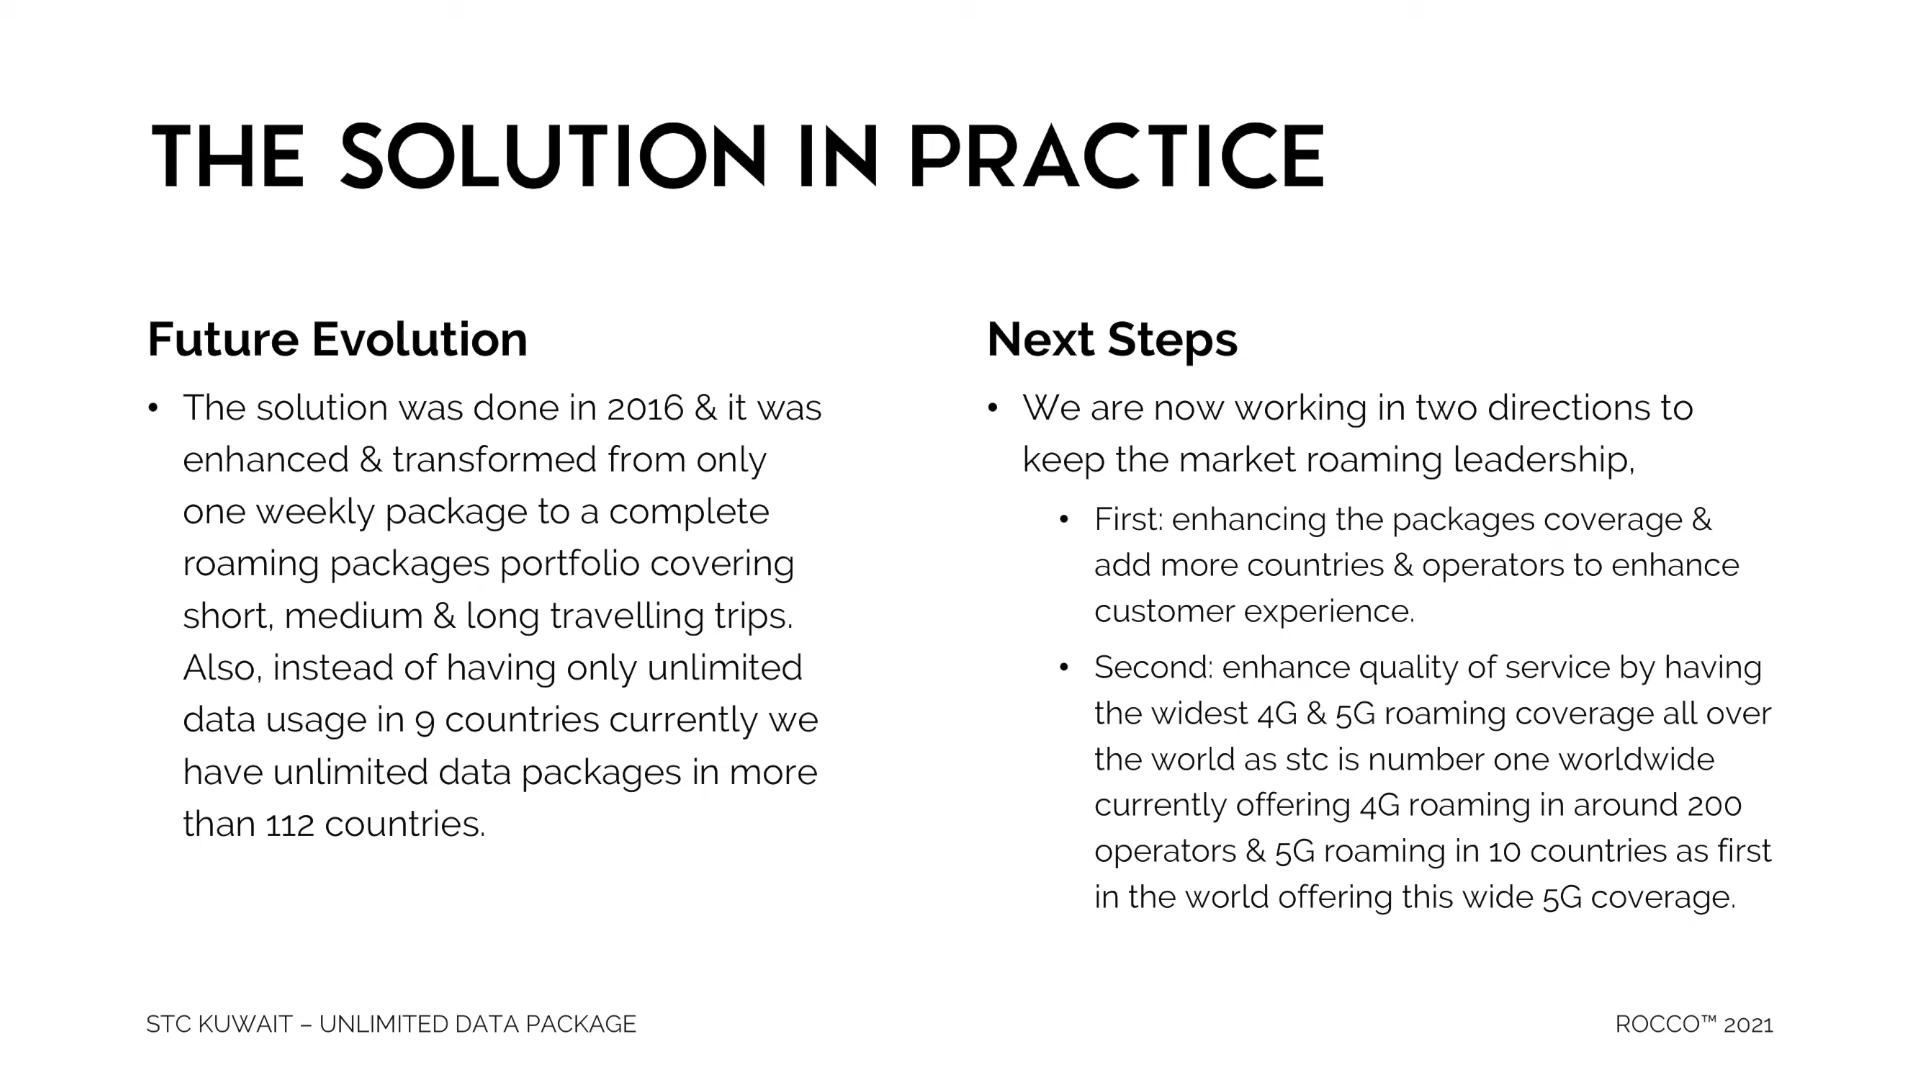 THE SOLUTION IN PRACTICE
Future Evolution
• The solution was done in 2016 & it was
enhanced & transformed from only
one weekly package to a complete
roaming packages portfolio covering
short, medium & long travelling trips.
Also, instead of having only unlimited
data usage in 9 countries currently we
have unlimited data packages in more
than 112 countries.
Next Steps
• We are now working in two directions to
keep the market roaming leadership,
• First: enhancing the packages coverage &
add more countries & operators to enhance
customer experience.
• Second: enhance quality of service by having
the widest 4G & 5G roaming coverage all over
the world as stc is number one worldwide
currently offering 4G roaming in around 200
operators & 5G roaming in 10 countries as first
in the world offering this wide 5G coverage.
STC KUWAIT – UNLIMITED DATA PACKAGE
ROCCO™ 2021